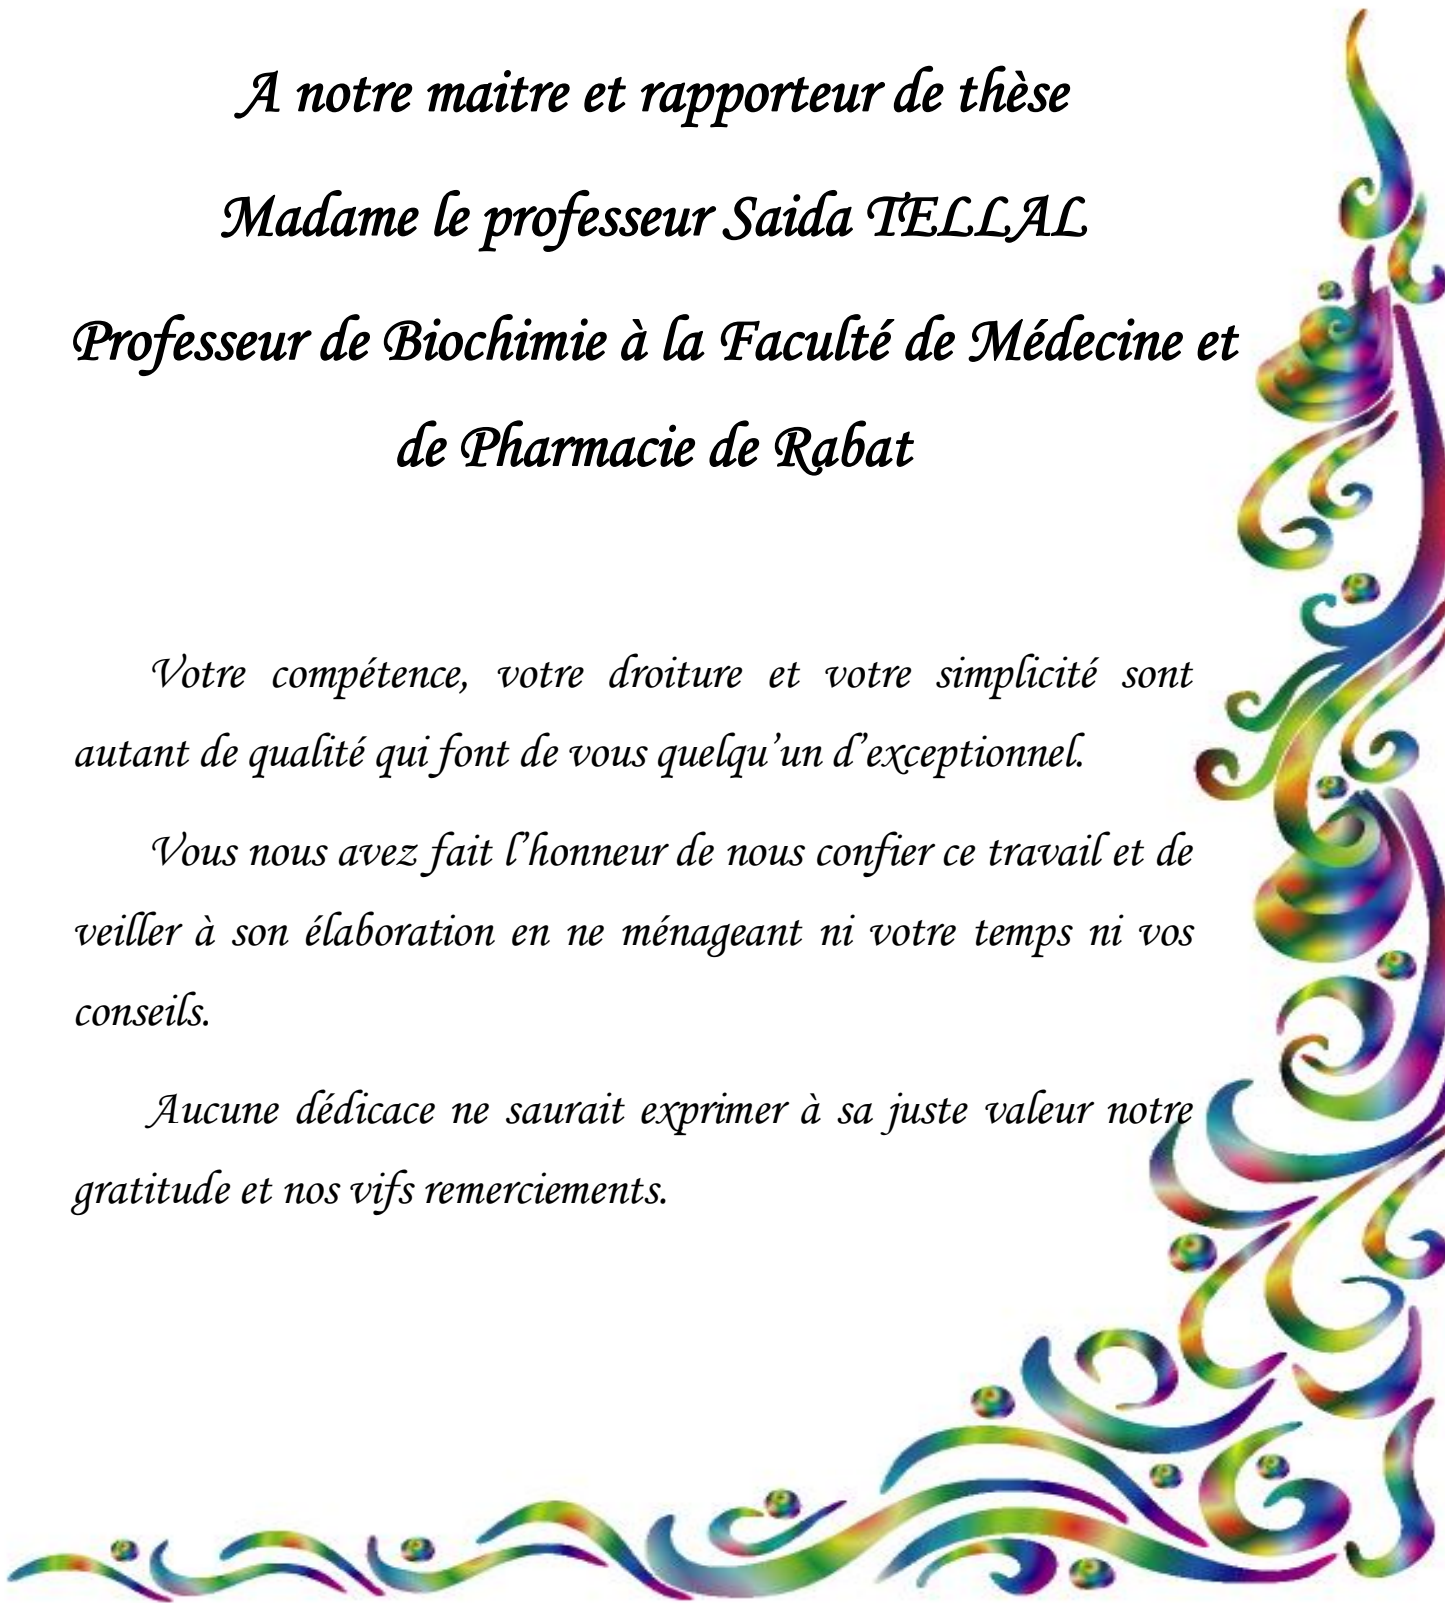 A notre maitre et rapporteur de thèse
Madame le professeur Saida TELLAL
Professeur de Biochimie à la Faculté de Médecine et
de Pharmacie de Rabat
Votre compétence, votre droiture et votre simplicité sont
autant de qualité qui font de vous quelqu’un d’exceptionnel.
Vous nous avez fait l’honneur de nous confier ce travail et de
veiller à son élaboration en ne ménageant ni votre temps ni vos
conseils.
Aucune dédicace ne saurait exprimer à sa juste valeur notre
gratitude et nos vifs remerciements.